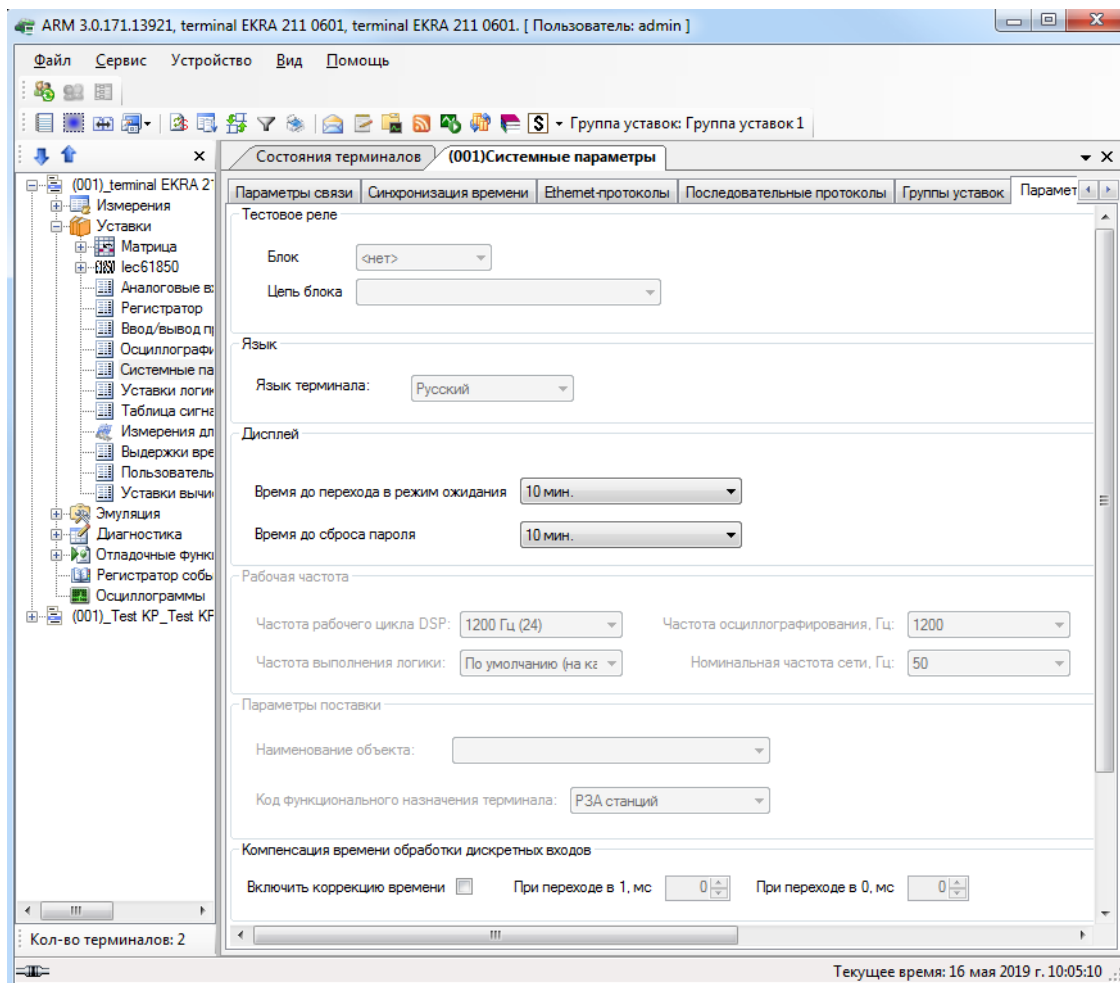 ARM 3.0.171.13921, terminal EKRA 211 0601, terminal EKRA 211 0601. [ Пользователь: admin ]
Файл Сервис Устройство Вид Помощь
S Группа уставок: Группа уставок 1
Состояния терминалов (001)Системные параметры
(001)_terminal EKRA 2
Измерения
Уставки
Матрица
Iec61850
Аналоговые в
Регистратор
Ввод/вывод п
Осциллографи
Системные па
Уставки логик
Таблица сигна
Измерения дл
Выдержки вре
Пользователь
Уставки вычи
Эмуляция
Диагностика
Отладочные функ
Регистратор собы
Осциллограммы
(001)_Test KP_Test KP
Кол-во терминалов: 2
Параметры связи Синхронизация времени Ethernet-протоколы Последовательные протоколы Группы уставок Парамет
Тестовое реле
Блок <нет>
Цепь блока
Язык
Язык терминала: Русский
Дисплей
Время до перехода в режим ожидания 10 мин.
Время до сброса пароля 10 мин.
Рабочая частота
Частота рабочего цикла DSP: 1200 Гц (24) Частота осциллографирования, Гц: 1200
Частота выполнения логики: По умолчанию (на ка Номинальная частота сети, Гц: 50
Параметры поставки
Наименование объекта:
Код функционального назначения терминала: РЗА станций
Компенсация времени обработки дискретных входов
Включить коррекцию времени При переходе в 1, мс 0 При переходе в 0, мс 0
Текущее время: 16 мая 2019 г. 10:05:10